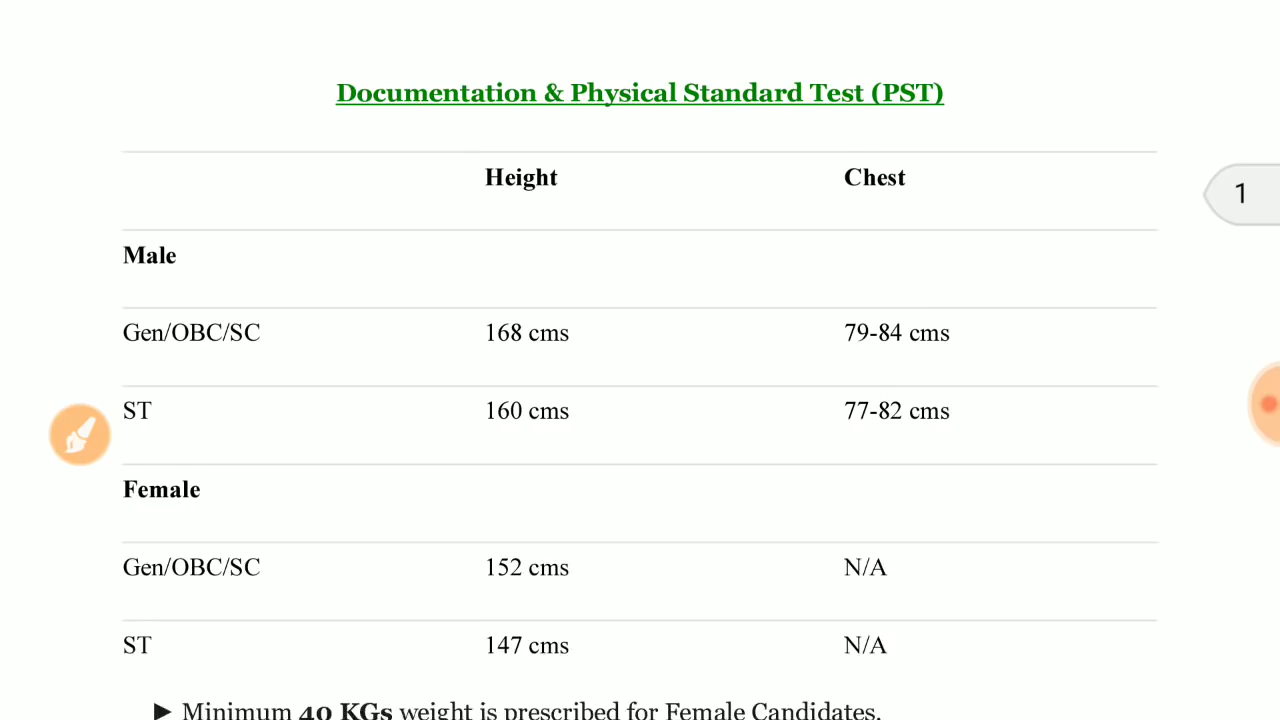 Documentation & Physical Standard Test (PST)
Height Chest
1
Male
Gen/OBC/SC 168 cms 79-84 cms
ST 160 cms 77-82 cms
Female
Gen/OBC/SC 152 cms N/A
ST 147 cms N/A
► Minimum 40 KGs weight is prescribed for Female Candidates.